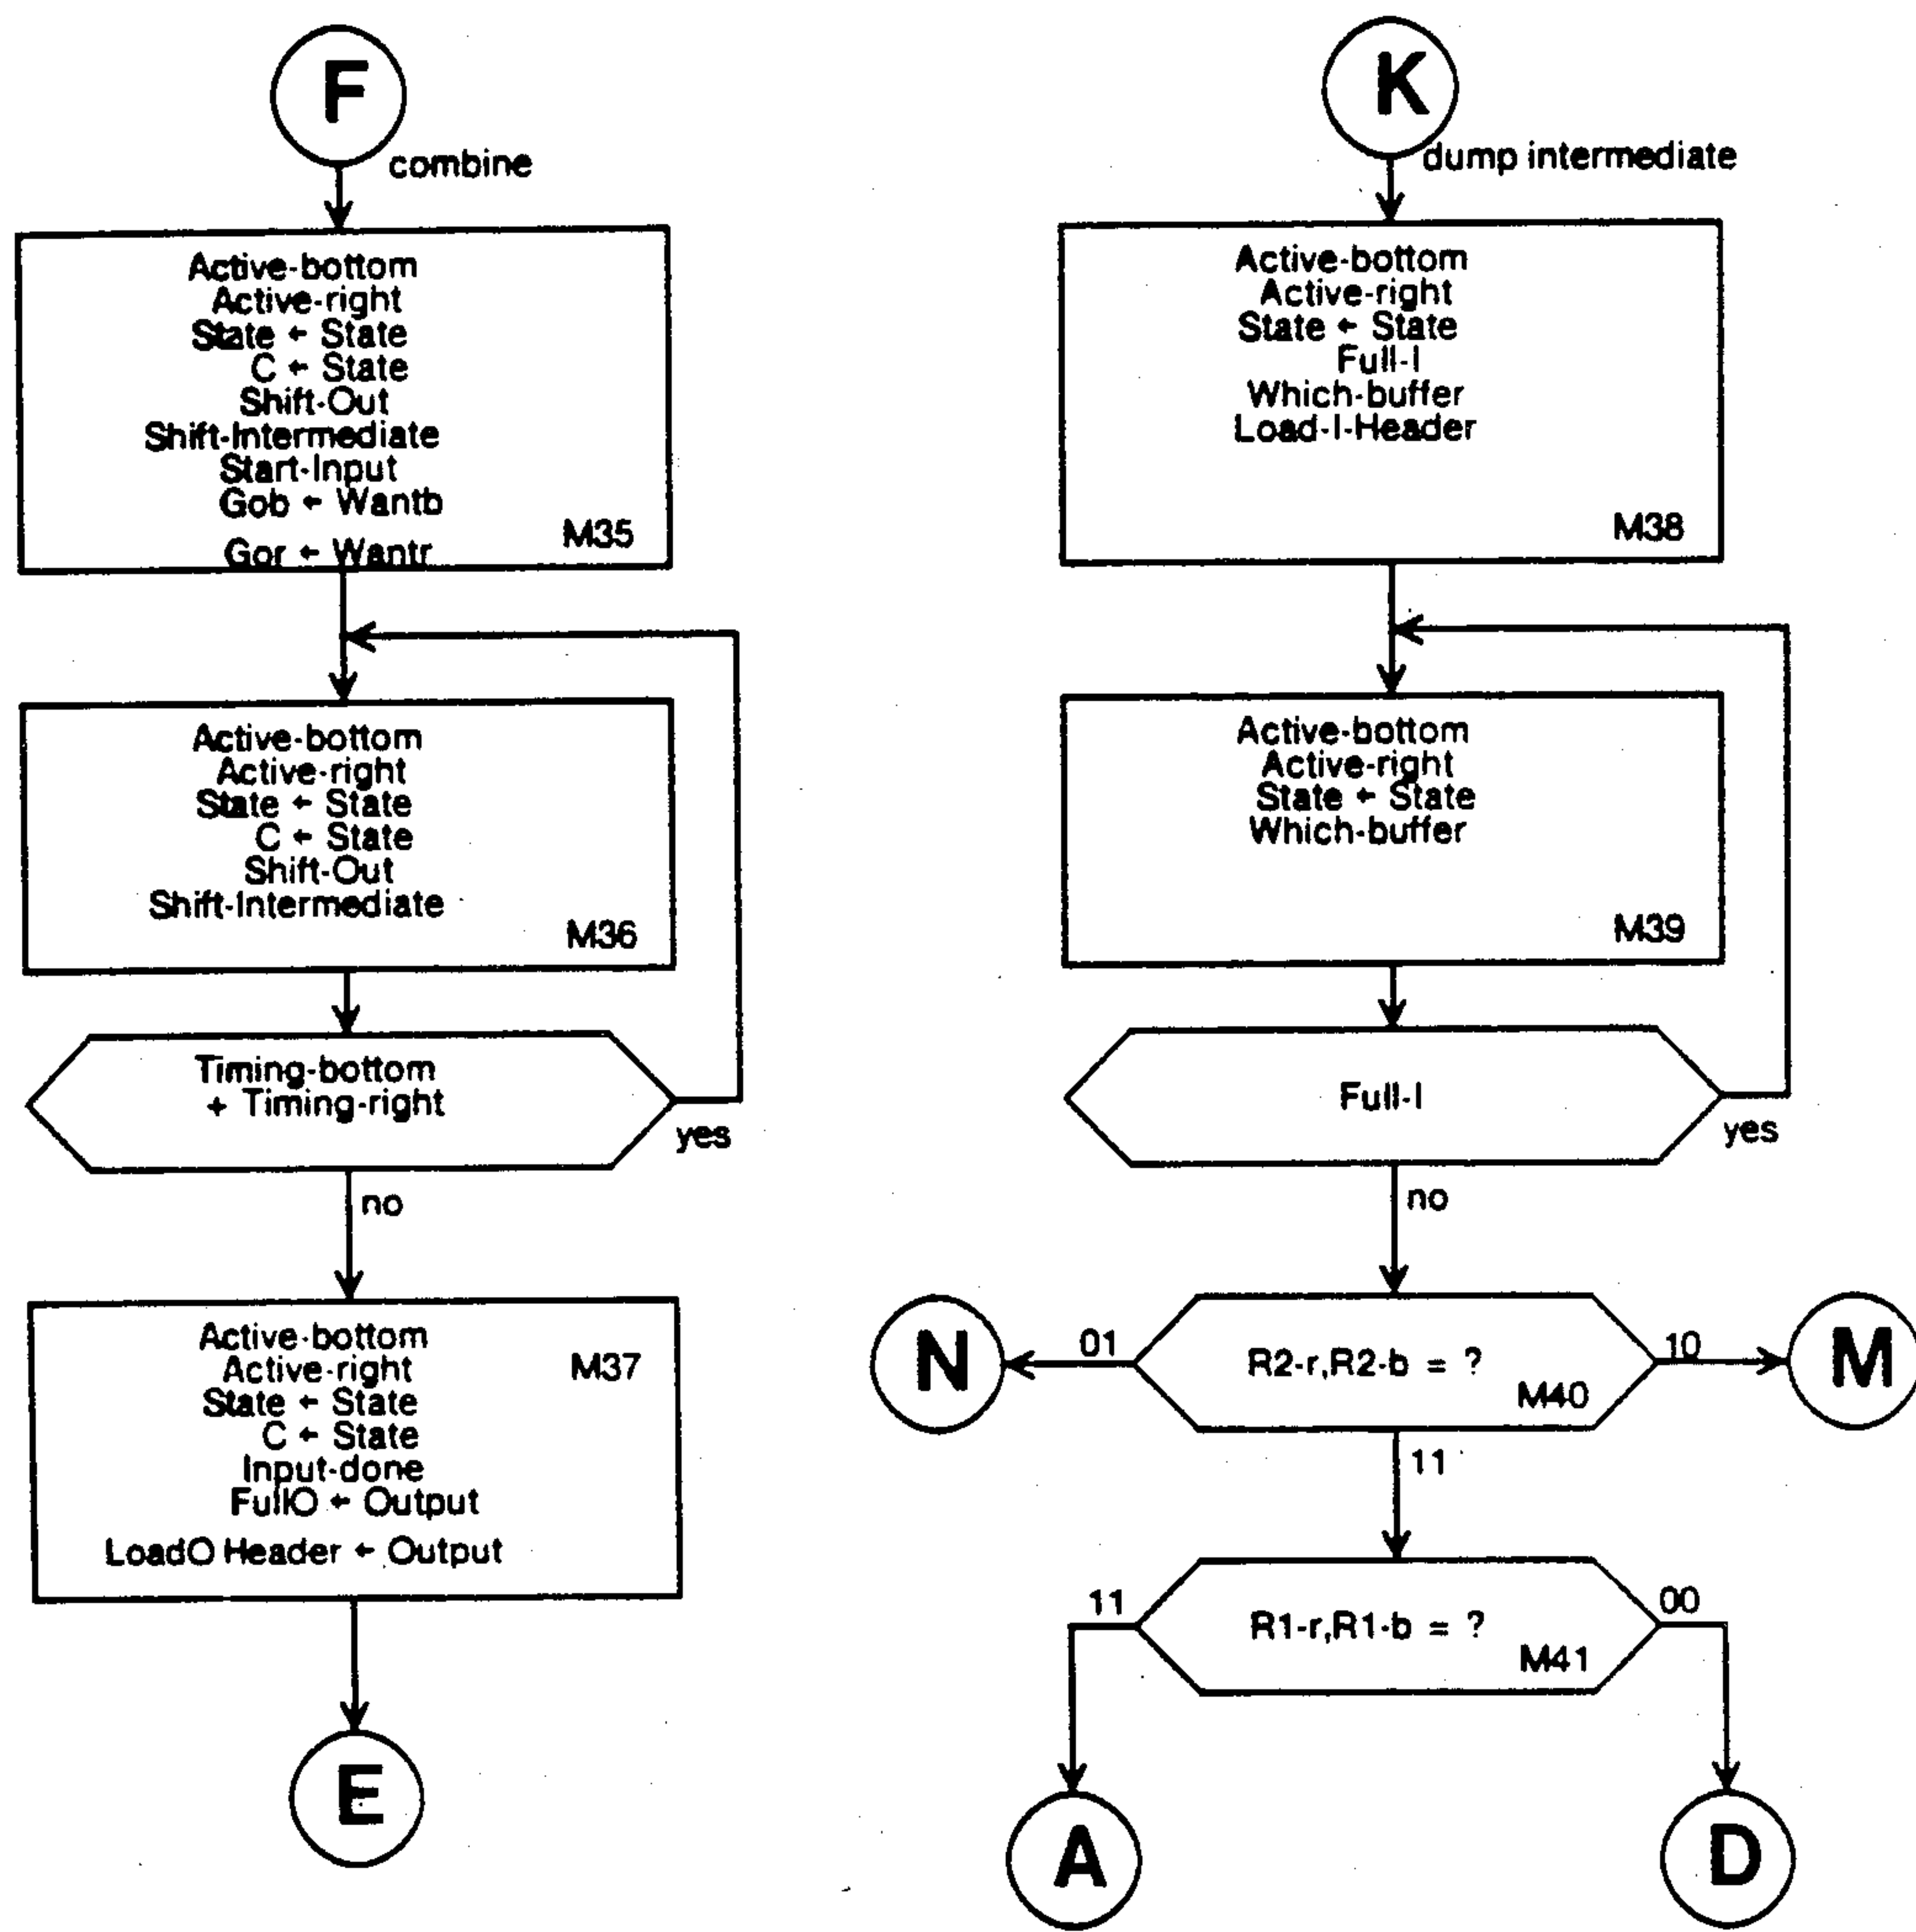 F
combine
Active-bottom
Active-right
State ← State
C ← State
Shift-Out
Shift-Intermediate
Start-Input
Gob ← Wantb
Gor ← Wantr
M35
Active-bottom
Active-right
State ← State
C ← State
Shift-Out
Shift-Intermediate
M36
Timing-bottom
+ Timing-right
yes
no
Active-bottom
Active-right
M37
State ← State
C ← State
Input-done
FullO ← Output
LoadO Header ← Output
E
K
dump intermediate
Active-bottom
Active-right
State ← State
Full-I
Which-buffer
Load-I-Header
M38
Active-bottom
Active-right
State ← State
Which-buffer
M39
Full-I
yes
no
N
01
R2-r,R2-b = ?
M40
10
M
11
11
R1-r,R1-b = ?
M41
00
A
D